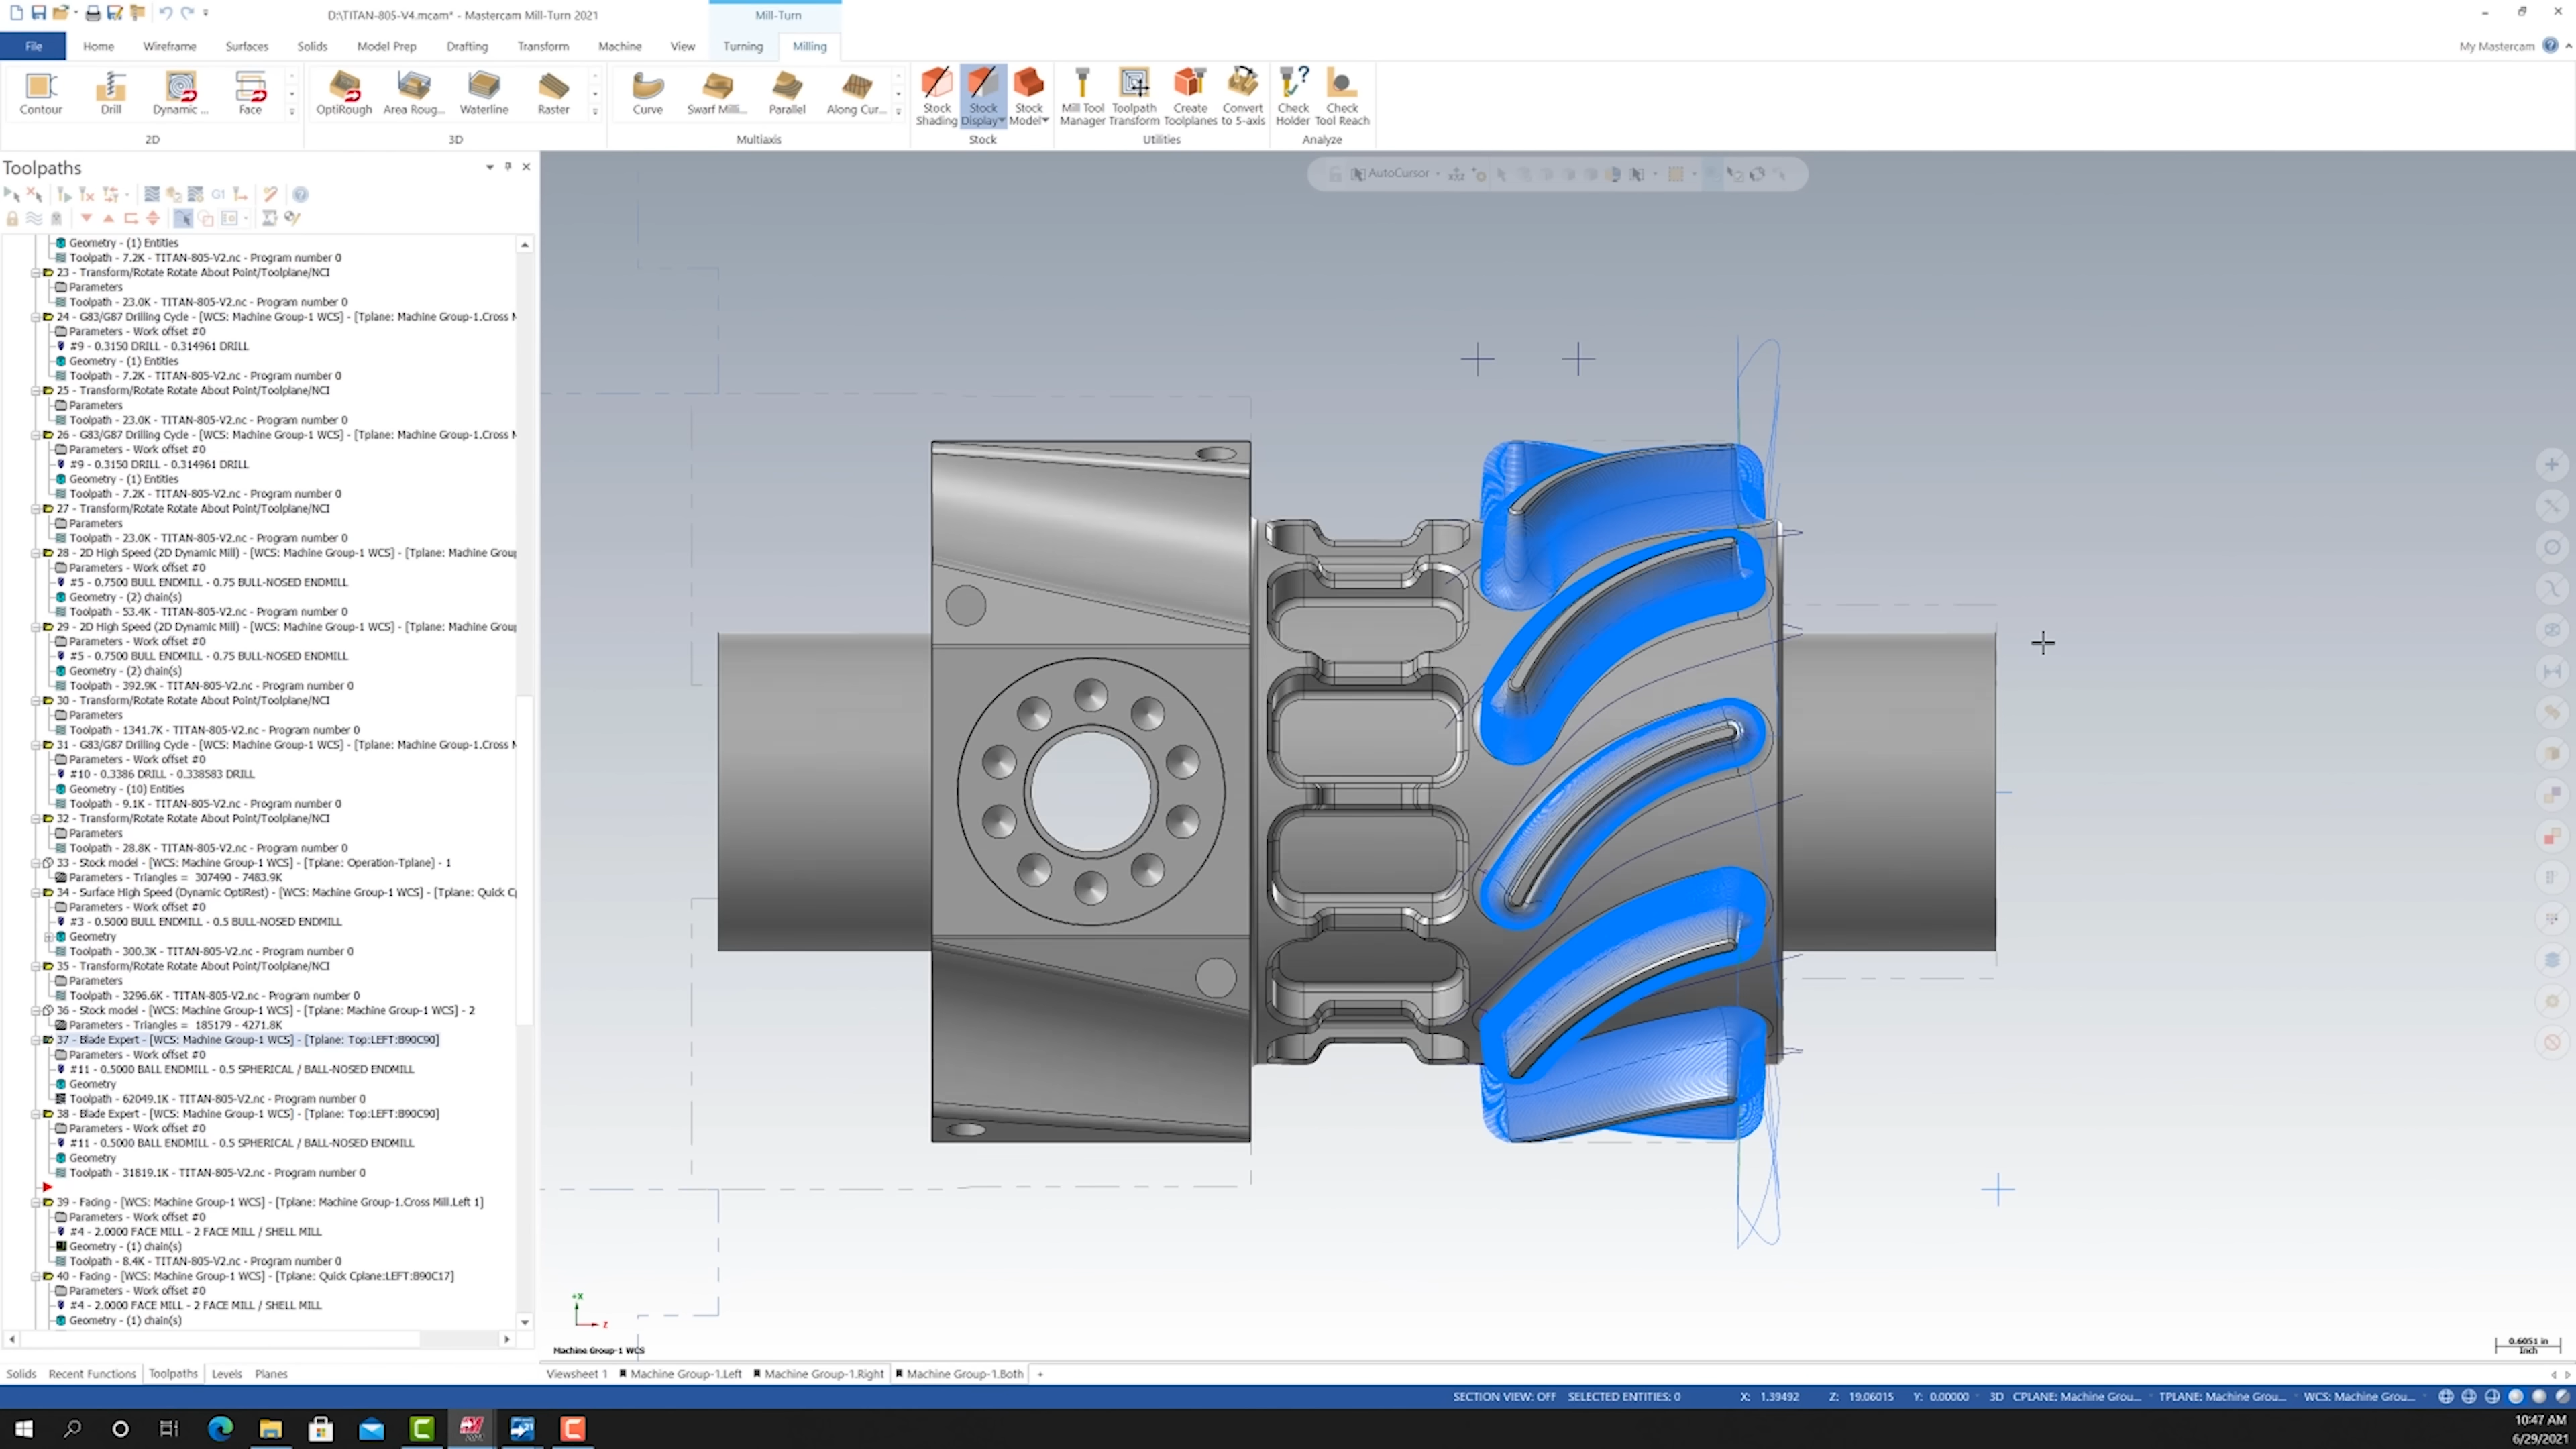 D:\TITAN-805-V4.mcam* - Mastercam Mill-Turn 2021
Mill-Turn
File
Home
Wireframe
Surfaces
Solids
Model Prep
Drafting
Transform
Machine
View
Turning
Milling
My Mastercam
Contour
Drill
Dynamic ...
Face
OptiRough
Area Roug...
Waterline
Raster
Curve
Swarf Milli...
Parallel
Along Cur...
Stock Shading
Stock Display
Stock Model
Mill Tool Manager
Toolpath Transform
Create Toolplanes
Convert to 5-axis
Check Holder
Check Tool Reach
2D
3D
Multiaxis
Stock
Utilities
Analyze
Toolpaths
AutoCursor
G1
Geometry - (1) Entities
Toolpath - 7.2K - TITAN-805-V2.nc - Program number 0
23 - Transform/Rotate Rotate About Point/Toolplane/NCI
Parameters
Toolpath - 23.0K - TITAN-805-V2.nc - Program number 0
24 - G83/G87 Drilling Cycle - [WCS: Machine Group-1 WCS] - [Tplane: Machine Group-1.Cross M
Parameters - Work offset #0
#9 - 0.3150 DRILL - 0.314961 DRILL
Geometry - (1) Entities
Toolpath - 7.2K - TITAN-805-V2.nc - Program number 0
25 - Transform/Rotate Rotate About Point/Toolplane/NCI
Parameters
Toolpath - 23.0K - TITAN-805-V2.nc - Program number 0
26 - G83/G87 Drilling Cycle - [WCS: Machine Group-1 WCS] - [Tplane: Machine Group-1.Cross M
Parameters - Work offset #0
#9 - 0.3150 DRILL - 0.314961 DRILL
Geometry - (1) Entities
Toolpath - 7.2K - TITAN-805-V2.nc - Program number 0
27 - Transform/Rotate Rotate About Point/Toolplane/NCI
Parameters
Toolpath - 23.0K - TITAN-805-V2.nc - Program number 0
28 - 2D High Speed (2D Dynamic Mill) - [WCS: Machine Group-1 WCS] - [Tplane: Machine Group
Parameters - Work offset #0
#5 - 0.7500 BULL ENDMILL - 0.75 BULL-NOSED ENDMILL
Geometry - (2) chain(s)
Toolpath - 53.4K - TITAN-805-V2.nc - Program number 0
29 - 2D High Speed (2D Dynamic Mill) - [WCS: Machine Group-1 WCS] - [Tplane: Machine Group
Parameters - Work offset #0
#5 - 0.7500 BULL ENDMILL - 0.75 BULL-NOSED ENDMILL
Geometry - (2) chain(s)
Toolpath - 392.9K - TITAN-805-V2.nc - Program number 0
30 - Transform/Rotate Rotate About Point/Toolplane/NCI
Parameters
Toolpath - 1341.7K - TITAN-805-V2.nc - Program number 0
31 - G83/G87 Drilling Cycle - [WCS: Machine Group-1 WCS] - [Tplane: Machine Group-1.Cross M
Parameters - Work offset #0
#10 - 0.3386 DRILL - 0.338583 DRILL
Geometry - (10) Entities
Toolpath - 9.1K - TITAN-805-V2.nc - Program number 0
32 - Transform/Rotate Rotate About Point/Toolplane/NCI
Parameters
Toolpath - 28.8K - TITAN-805-V2.nc - Program number 0
33 - Stock model - [WCS: Machine Group-1 WCS] - [Tplane: Operation-Tplane] - 1
Parameters - Triangles = 307490 - 7483.9K
34 - Surface High Speed (Dynamic OptiRest) - [WCS: Machine Group-1 WCS] - [Tplane: Quick Cp
Parameters - Work offset #0
#3 - 0.5000 BULL ENDMILL - 0.5 BULL-NOSED ENDMILL
Geometry
Toolpath - 300.3K - TITAN-805-V2.nc - Program number 0
35 - Transform/Rotate Rotate About Point/Toolplane/NCI
Parameters
Toolpath - 3296.6K - TITAN-805-V2.nc - Program number 0
36 - Stock model - [WCS: Machine Group-1 WCS] - [Tplane: Machine Group-1 WCS] - 2
Parameters - Triangles = 185179 - 4271.8K
37 - Blade Expert - [WCS: Machine Group-1 WCS] - [Tplane: Top:LEFT:B90C90]
Parameters - Work offset #0
#11 - 0.5000 BALL ENDMILL - 0.5 SPHERICAL / BALL-NOSED ENDMILL
Geometry
Toolpath - 62049.1K - TITAN-805-V2.nc - Program number 0
38 - Blade Expert - [WCS: Machine Group-1 WCS] - [Tplane: Top:LEFT:B90C90]
Parameters - Work offset #0
#11 - 0.5000 BALL ENDMILL - 0.5 SPHERICAL / BALL-NOSED ENDMILL
Geometry
Toolpath - 31819.1K - TITAN-805-V2.nc - Program number 0
39 - Facing - [WCS: Machine Group-1 WCS] - [Tplane: Machine Group-1.Cross Mill.Left 1]
Parameters - Work offset #0
#4 - 2.0000 FACE MILL - 2 FACE MILL / SHELL MILL
Geometry - (1) chain(s)
Toolpath - 8.4K - TITAN-805-V2.nc - Program number 0
40 - Facing - [WCS: Machine Group-1 WCS] - [Tplane: Quick Cplane:LEFT:B90C17]
Parameters - Work offset #0
#4 - 2.0000 FACE MILL - 2 FACE MILL / SHELL MILL
Geometry - (1) chain(s)
+X
Z
Machine Group-1 WCS
0.6051 in
Inch
Solids
Recent Functions
Toolpaths
Levels
Planes
Viewsheet 1
Machine Group-1.Left
Machine Group-1.Right
Machine Group-1.Both
+
SECTION VIEW: OFF
SELECTED ENTITIES: 0
X: 1.39492
Z: 19.06015
Y: 0.00000
3D
CPLANE: Machine Grou...
TPLANE: Machine Grou...
WCS: Machine Grou...
10:47 AM
6/29/2021